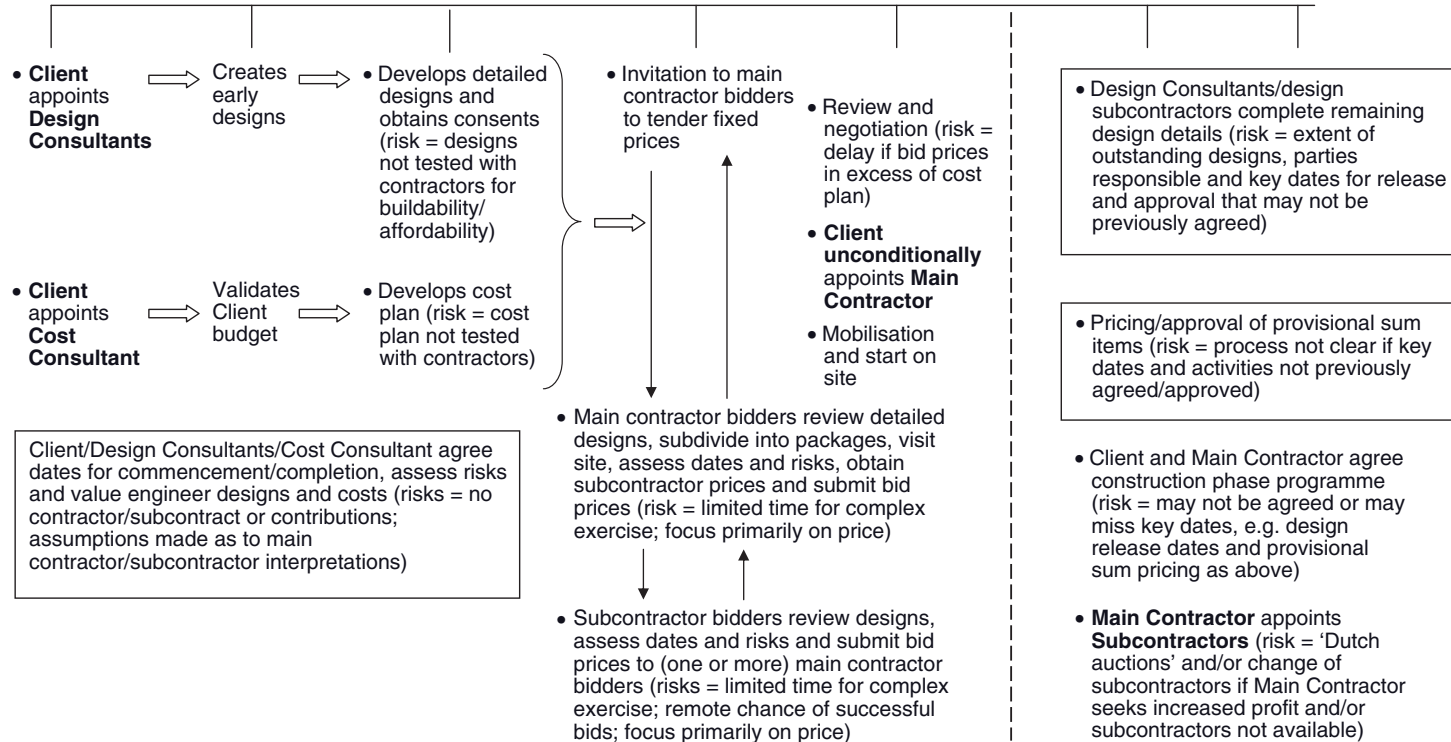 • Client
appoints
Design
Consultants
Creates
early
designs
• Develops detailed
designs and
obtains consents
(risk = designs
not tested with
contractors for
buildability/
affordability)
• Client
appoints
Cost
Consultant
Validates
Client
budget
• Develops cost
plan (risk = cost
plan not tested
with contractors)
Client/Design Consultants/Cost Consultant agree
dates for commencement/completion, assess risks
and value engineer designs and costs (risks = no
contractor/subcontract or contributions;
assumptions made as to main
contractor/subcontractor interpretations)
• Invitation to main
contractor bidders
to tender fixed
prices
• Main contractor bidders review detailed
designs, subdivide into packages, visit
site, assess dates and risks, obtain
subcontractor prices and submit bid
prices (risk = limited time for complex
exercise; focus primarily on price)
• Subcontractor bidders review designs,
assess dates and risks and submit bid
prices to (one or more) main contractor
bidders (risks = limited time for complex
exercise; remote chance of successful
bids; focus primarily on price)
• Review and
negotiation (risk =
delay if bid prices
in excess of cost
plan)
• Client
unconditionally
appoints Main
Contractor
• Mobilisation
and start on
site
• Design Consultants/design
subcontractors complete remaining
design details (risk = extent of
outstanding designs, parties
responsible and key dates for release
and approval that may not be
previously agreed)
• Pricing/approval of provisional sum
items (risk = process not clear if key
dates and activities not previously
agreed/approved)
• Client and Main Contractor agree
construction phase programme
(risk = may not be agreed or may
miss key dates, e.g. design
release dates and provisional
sum pricing as above)
• Main Contractor appoints
Subcontractors (risk = ‘Dutch
auctions’ and/or change of
subcontractors if Main Contractor
seeks increased profit and/or
subcontractors not available)